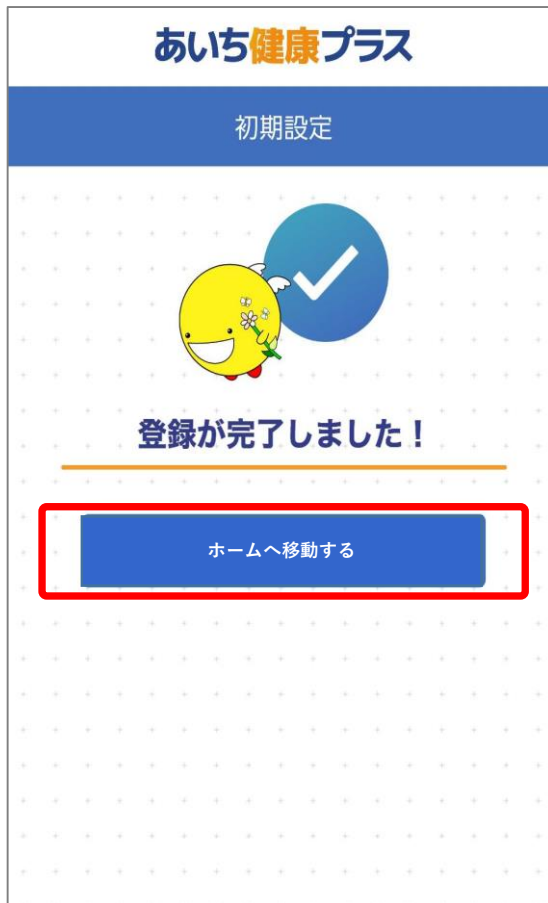 あいち健康プラス
初期設定
登録が完了しました！
ホームへ移動する